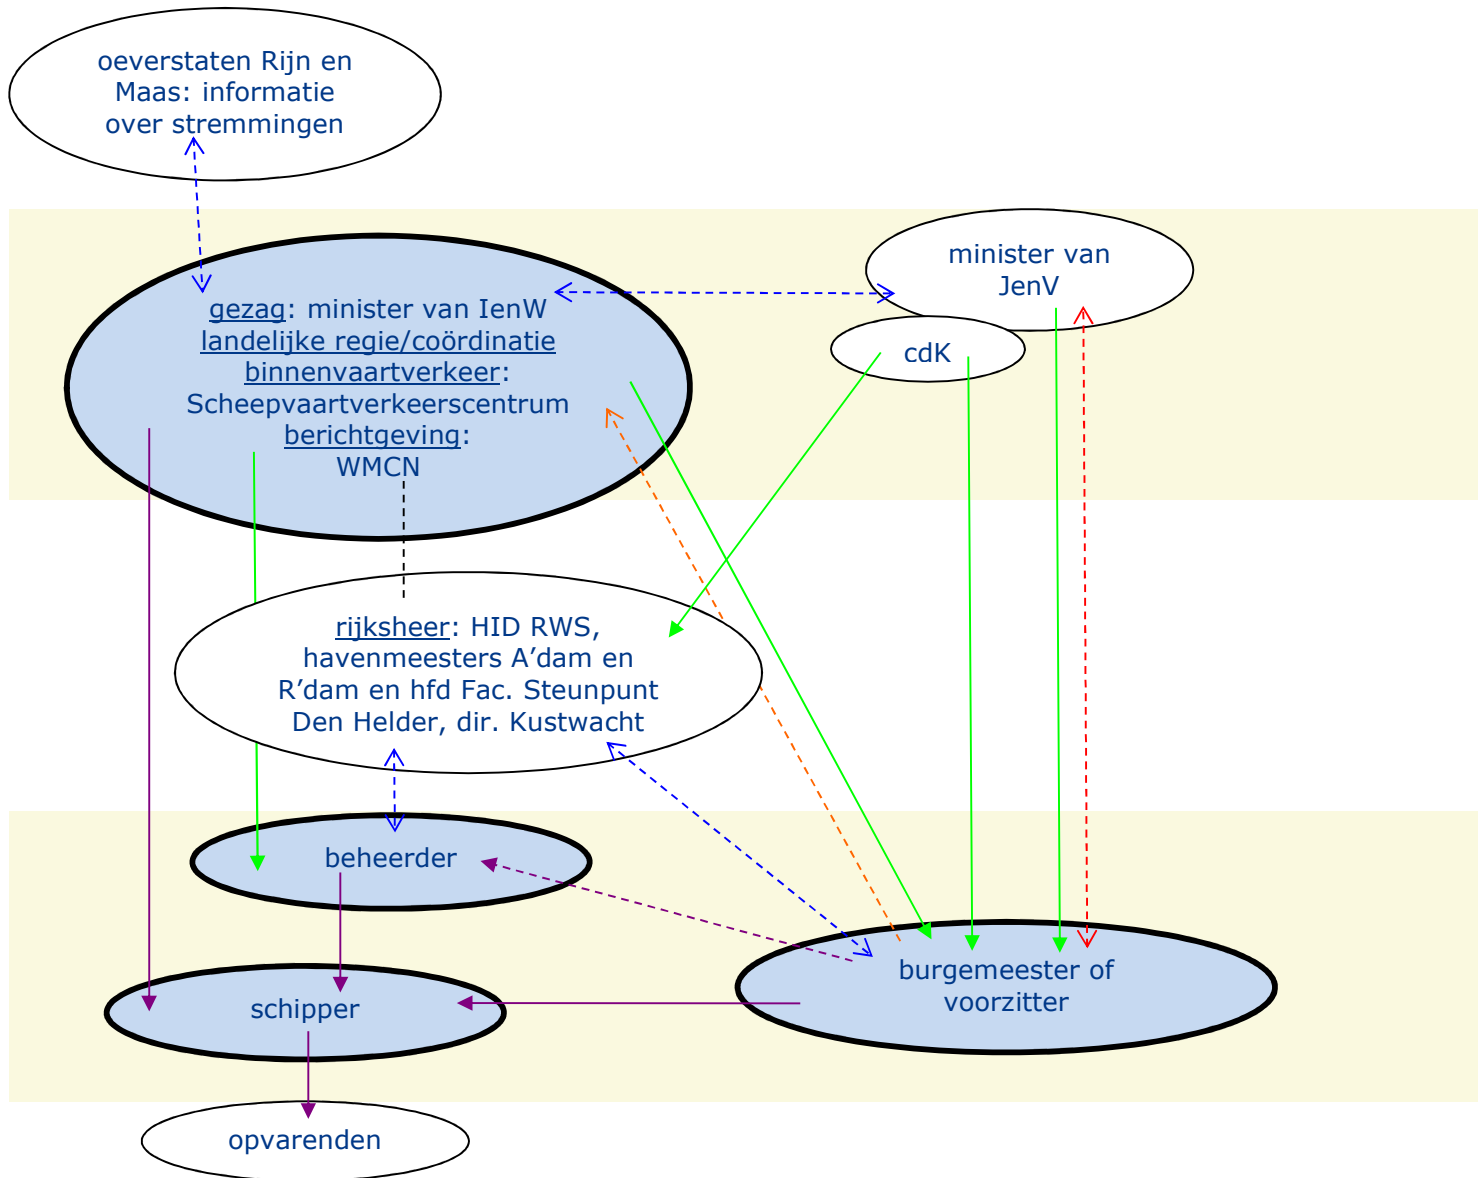 oeverstaten Rijn en
Maas: informatie
over stremmingen
minister van
JenV
cdK
gezag: minister van IenW
landelijke regie/coördinatie
binnenvaartverkeer:
Scheepvaartverkeerscentrum
berichtgeving:
WMCN
rijksheer: HID RWS,
havenmeesters A’dam en
R’dam en hfd Fac. Steunpunt
Den Helder, dir. Kustwacht
beheerder
burgemeester of
voorzitter
schipper
opvarenden